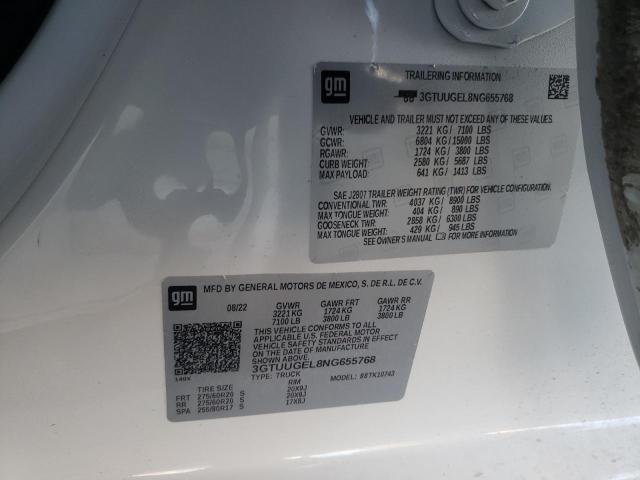 gm
TRAILERING INFORMATION
3GTUUGEL8NG655768
VEHICLE AND TRAILER MUST NOT EXCEED ANY OF THESE VALUES.
GVWR: 3221 KG / 7100 LBS
GCWR: 6804 KG / 15000 LBS
RGAWR: 1724 KG / 3800 LBS
CURB WEIGHT: 2580 KG / 5687 LBS
MAX PAYLOAD: 641 KG / 1413 LBS
SAE J2807 TRAILER WEIGHT RATING (TWR) FOR VEHICLE CONFIGURATION.
CONVENTIONAL TWR: 4037 KG / 8900 LBS
MAX TONGUE WEIGHT: 404 KG / 890 LBS
GOOSENECK TWR: 2858 KG / 6300 LBS
MAX TONGUE WEIGHT: 429 KG / 945 LBS
SEE OWNER'S MANUAL FOR MORE INFORMATION
gm
MFD BY GENERAL MOTORS DE MEXICO, S. DE R.L. DE C.V.
08/22 GVWR GAWR FRT GAWR RR
3221 KG 1724 KG 1724 KG
7100 LB 3800 LB 3800 LB
THIS VEHICLE CONFORMS TO ALL
APPLICABLE U.S. FEDERAL MOTOR
VEHICLE SAFETY STANDARDS IN EFFECT
ON THE DATE OF MANUFACTURE
SHOWN ABOVE.
3GTUUGEL8NG655768
TYPE: TRUCK MODEL:
TIRE SIZE RIM
FRT 275/60R20 S 20X9J
RR 275/60R20 S 20X9J
SPA 255/80R17 S 17X8J